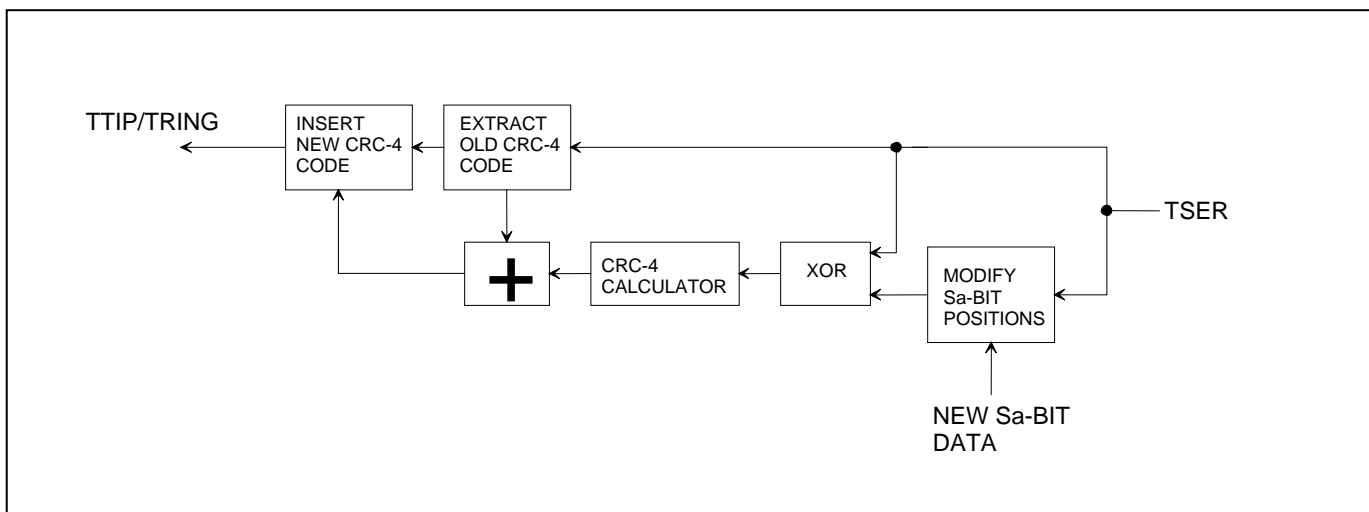 TTIP/TRING
INSERT
NEW CRC-4
CODE
EXTRACT
OLD CRC-4
CODE
TSER
+
CRC-4
CALCULATOR
XOR
MODIFY
Sa-BIT
POSITIONS
NEW Sa-BIT
DATA